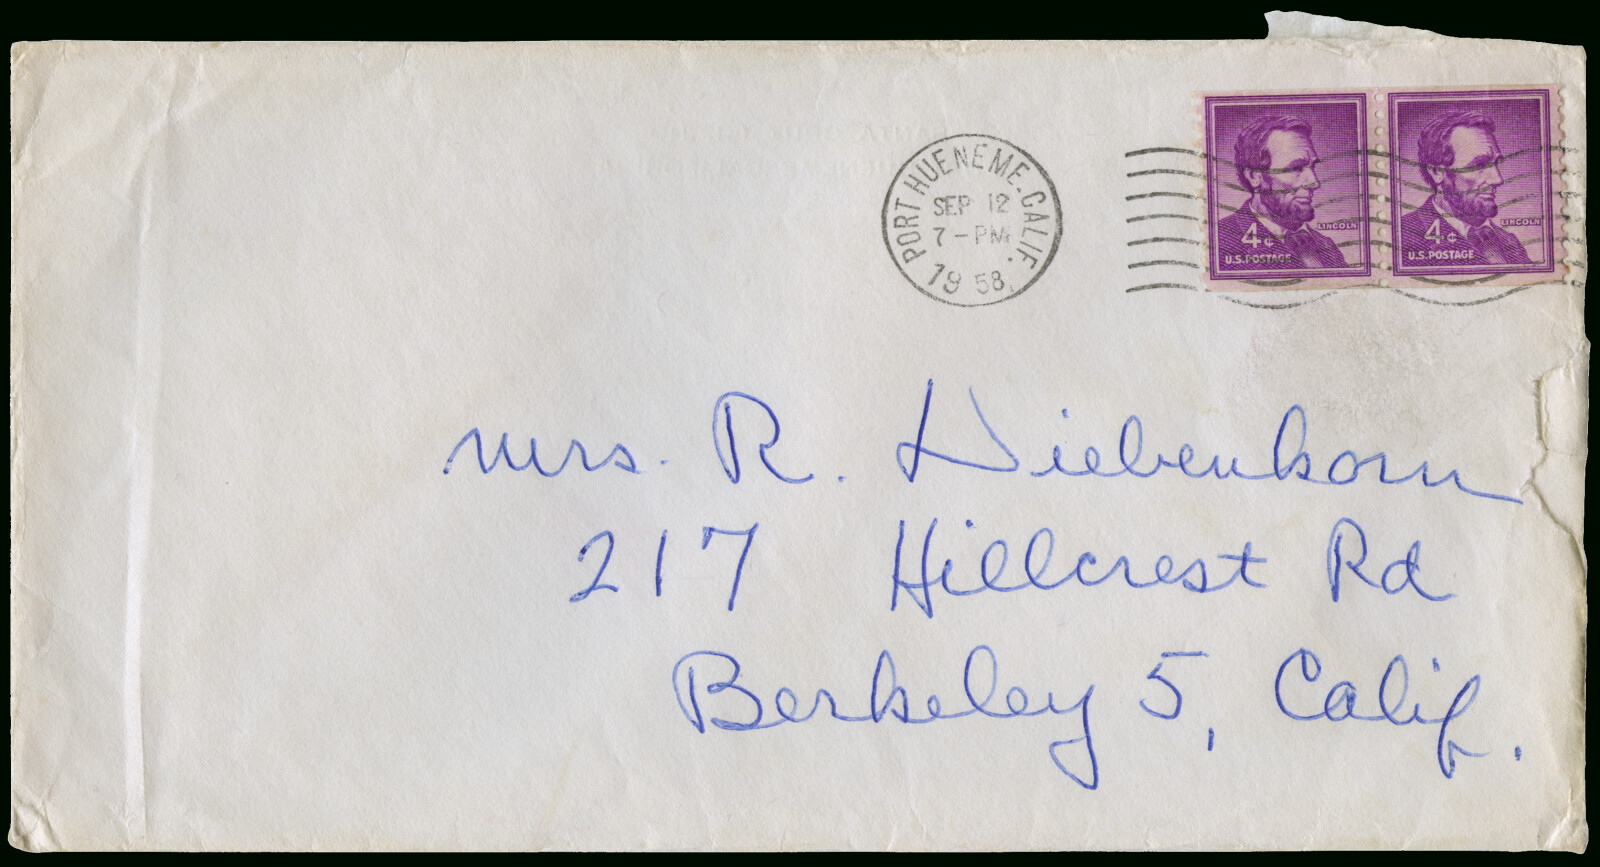 PORT HUENEME, CALIF.
SEP 12
7-PM
1958
LINCOLN
4¢
U.S.POSTAGE
LINCOLN
4¢
U.S.POSTAGE
Mrs. R. Diebenkorn
217 Hillcrest Rd
Berkeley 5, Calif.